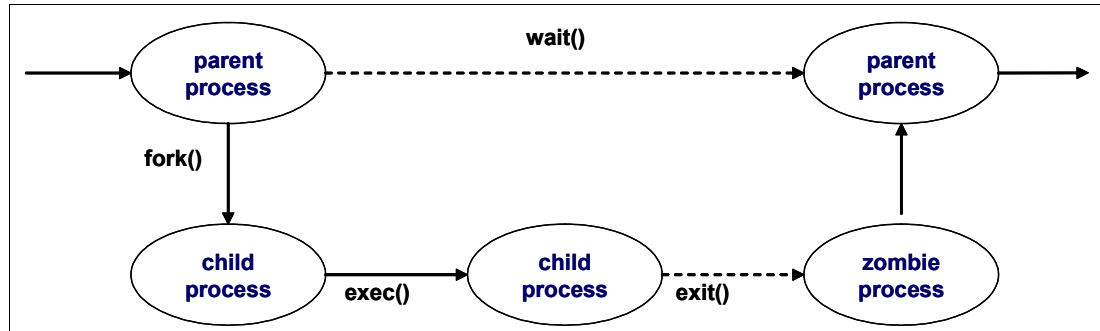 wait()
parent
process
parent
process
fork()
child
process
exec()
child
process
exit()
zombie
process